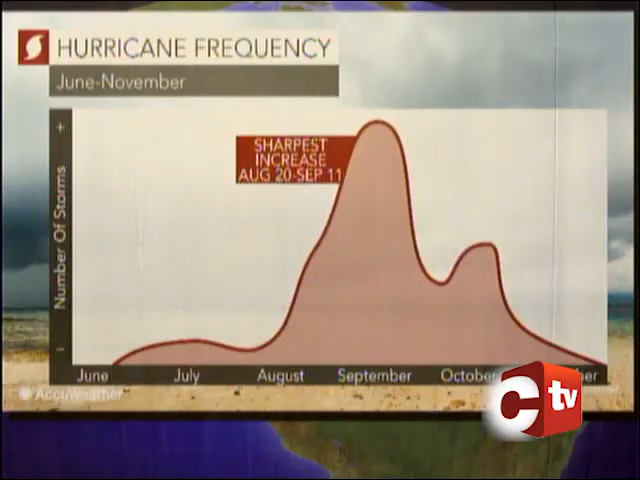 HURRICANE FREQUENCY
June-November
+
Number Of Storms
-
SHARPEST
INCREASE
AUG 20-SEP 11
June July August September October
AccuWeather
C tv